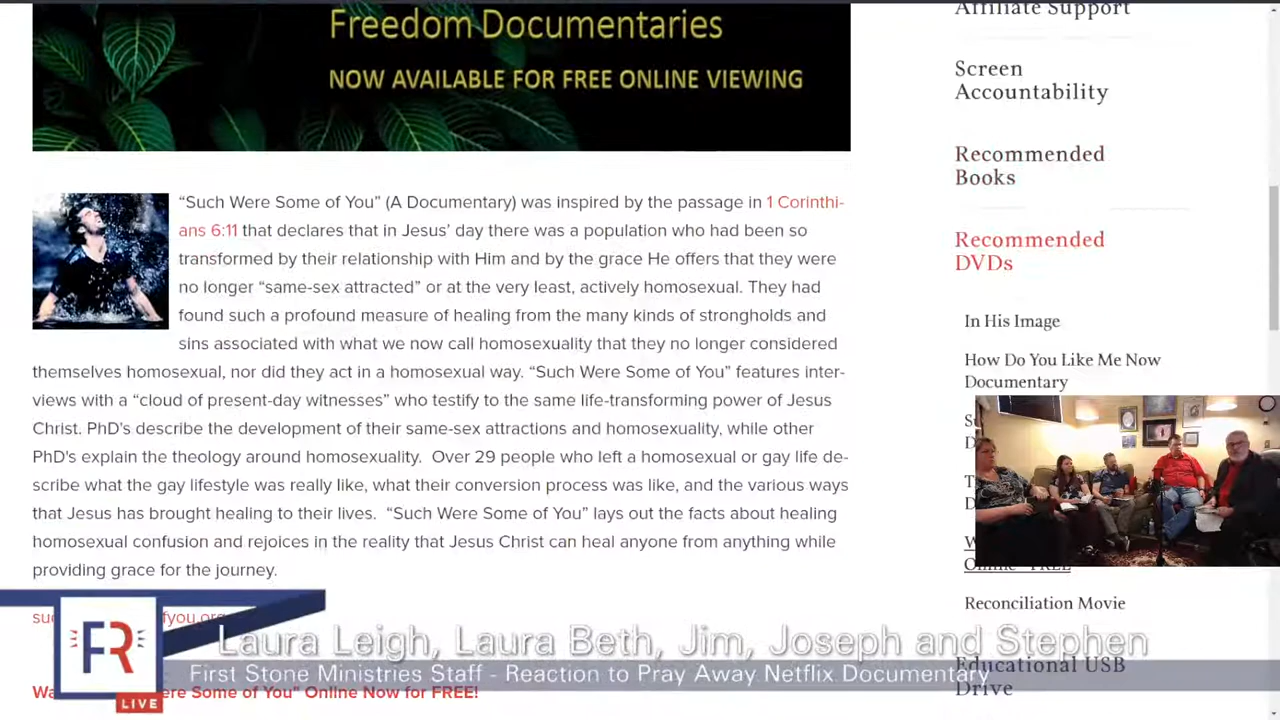 Freedom Documentaries
NOW AVAILABLE FOR FREE ONLINE VIEWING
“Such Were Some of You” (A Documentary) was inspired by the passage in 1 Corinthi-
ans 6:11 that declares that in Jesus’ day there was a population who had been so
transformed by their relationship with Him and by the grace He offers that they were
no longer “same-sex attracted” or at the very least, actively homosexual. They had
found such a profound measure of healing from the many kinds of strongholds and
sins associated with what we now call homosexuality that they no longer considered
themselves homosexual, nor did they act in a homosexual way. “Such Were Some of You” features inter-
views with a “cloud of present-day witnesses” who testify to the same life-transforming power of Jesus
Christ. PhD’s describe the development of their same-sex attractions and homosexuality, while other
PhD's explain the theology around homosexuality. Over 29 people who left a homosexual or gay life de-
scribe what the gay lifestyle was really like, what their conversion process was like, and the various ways
that Jesus has brought healing to their lives. “Such Were Some of You” lays out the facts about healing
homosexual confusion and rejoices in the reality that Jesus Christ can heal anyone from anything while
providing grace for the journey.
ere Some of You” Online Now for FREE!
Affiliate Support
Screen
Accountability
Recommended
Books
Recommended
DVDs
In His Image
How Do You Like Me Now
Documentary
Online - FREE
Reconciliation Movie
Educational USB
Drive
FR
LIVE
Laura Leigh, Laura Beth, Jim, Joseph and Stephen
First Stone Ministries Staff - Reaction to Pray Away Netflix Documentary